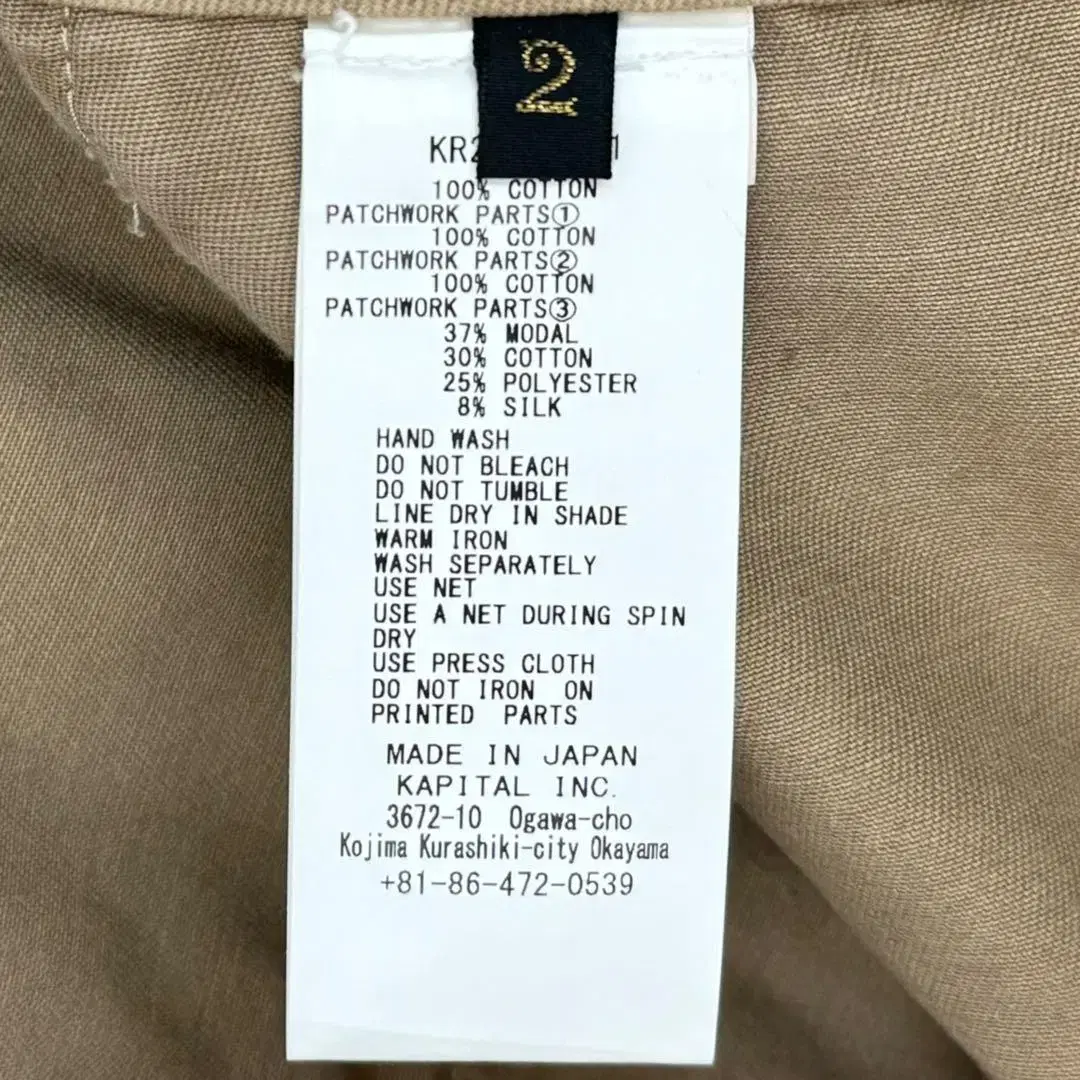 2
100% COTTON
PATCHWORK PARTS①
100% COTTON
PATCHWORK PARTS②
100% COTTON
PATCHWORK PARTS③
37% MODAL
30% COTTON
25% POLYESTER
8% SILK
HAND WASH
DO NOT BLEACH
DO NOT TUMBLE
LINE DRY IN SHADE
WARM IRON
WASH SEPARATELY
USE NET
USE A NET DURING SPIN
DRY
USE PRESS CLOTH
DO NOT IRON ON
PRINTED PARTS
MADE IN JAPAN
KAPITAL INC.
3672-10 Ogawa-cho
Kojima Kurashiki-city Okayama
+81-86-472-0539